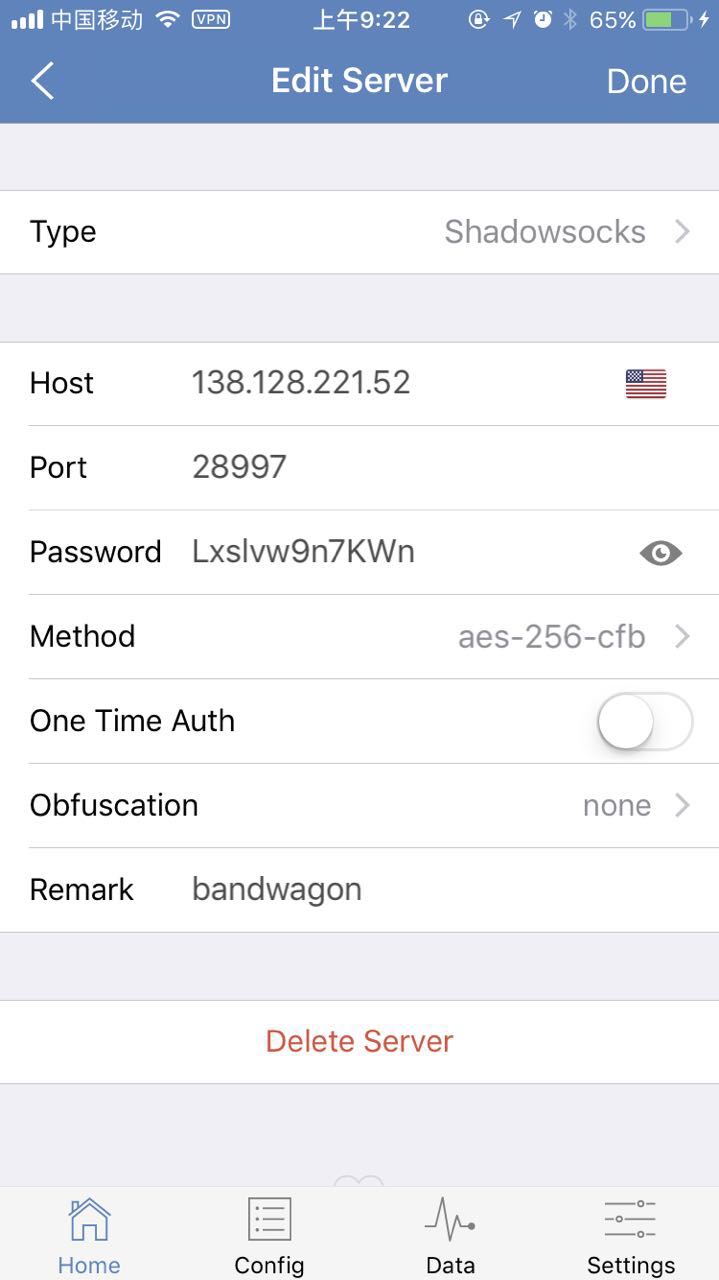 中国移动 VPN 上午9:22 65%
Edit Server Done
Type Shadowsocks
Host 138.128.221.52
Port 28997
Password Lxslvw9n7KWn
Method aes-256-cfb
One Time Auth
Obfuscation none
Remark bandwagon
Delete Server
Home Config Data Settings